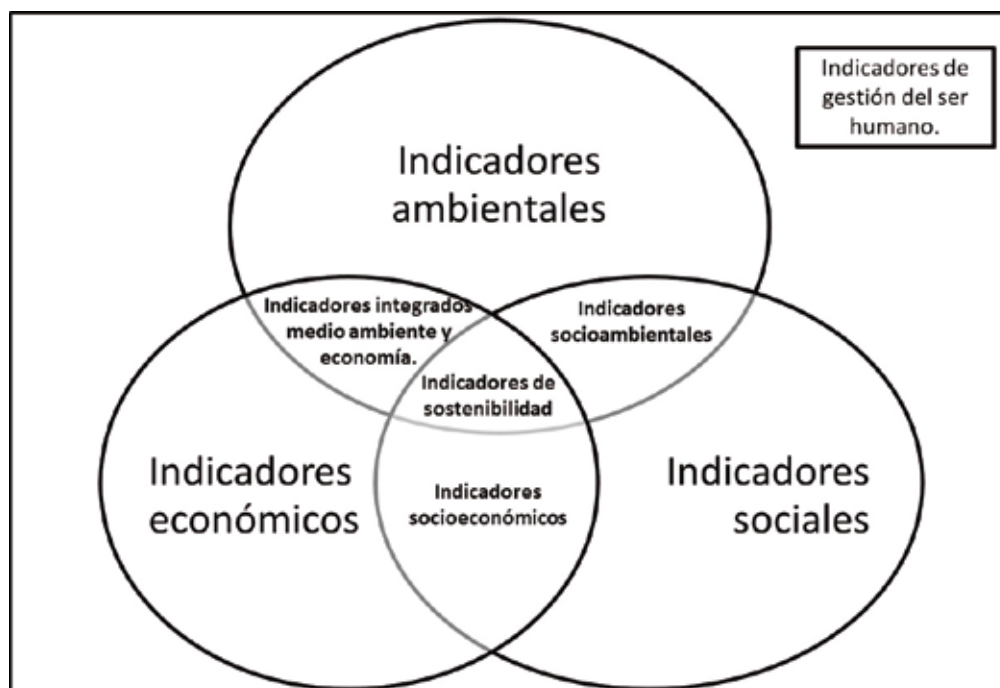 Indicadores de
gestión del ser
humano.
Indicadores
ambientales
Indicadores integrados
medio ambiente y
economía.
Indicadores
socioambientales
Indicadores de
sostenibilidad
Indicadores
económicos
Indicadores
socioeconómicos
Indicadores
sociales